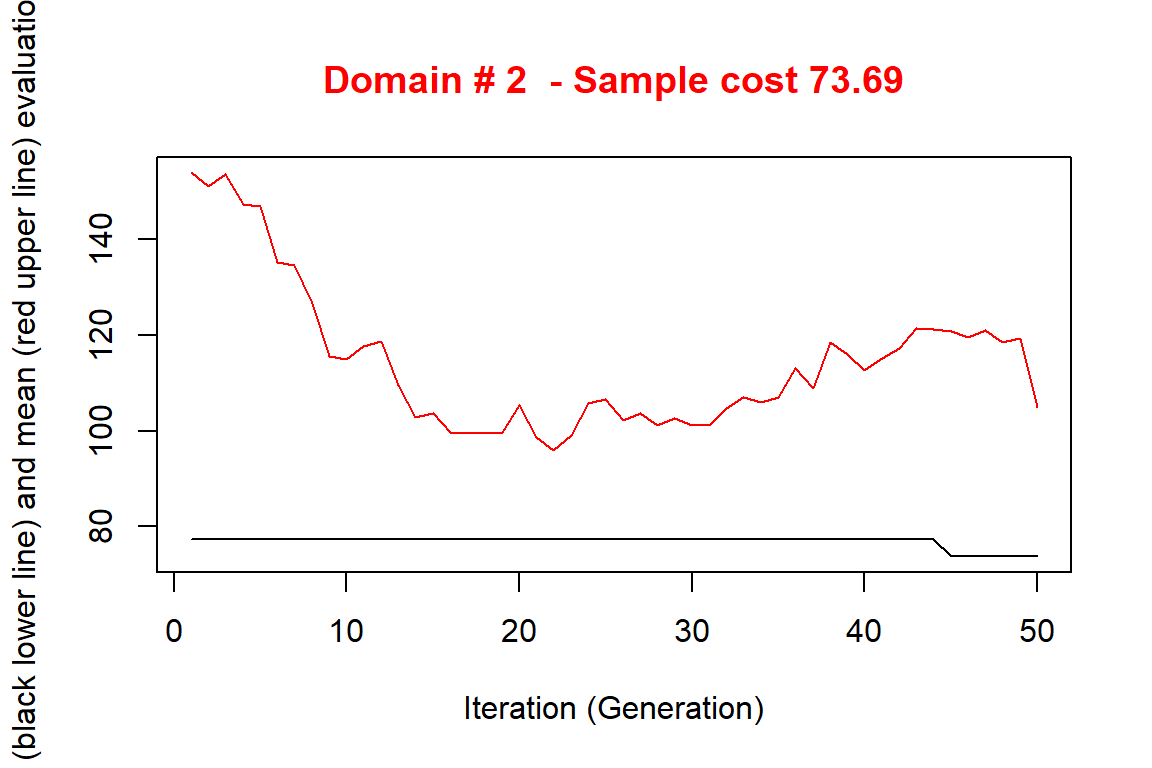 Domain # 2  - Sample cost 73.69
(black lower line) and mean (red upper line) evaluatio
140
120
100
80
0 10 20 30 40 50
Iteration (Generation)